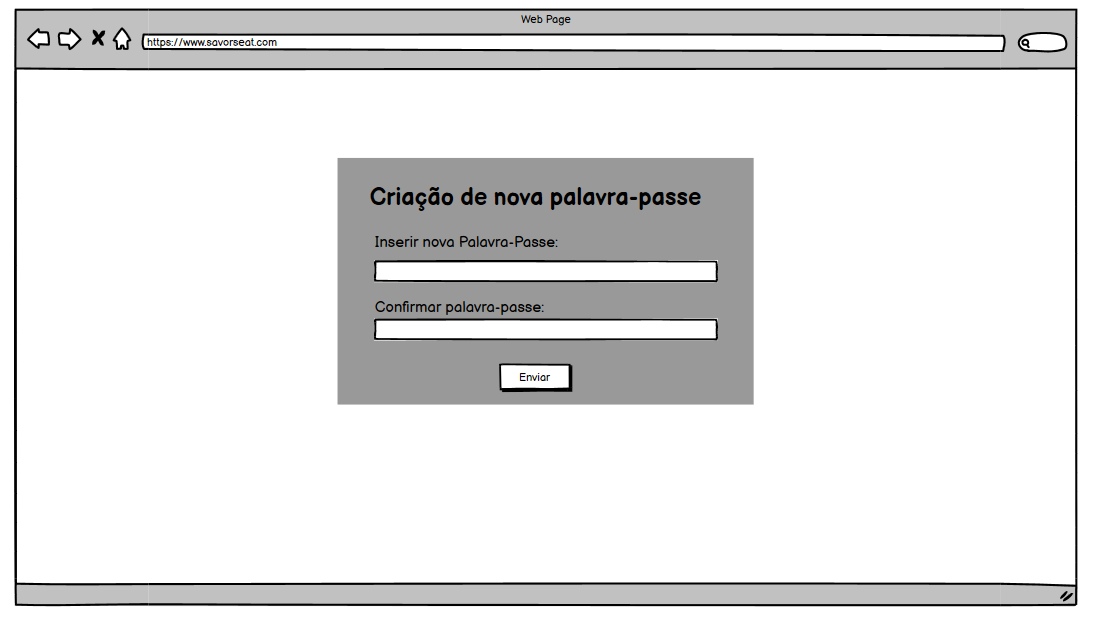 Web Page
https://www.savorseat.com
Criação de nova palavra-passe
Inserir nova Palavra-Passe:
Confirmar palavra-passe:
Enviar